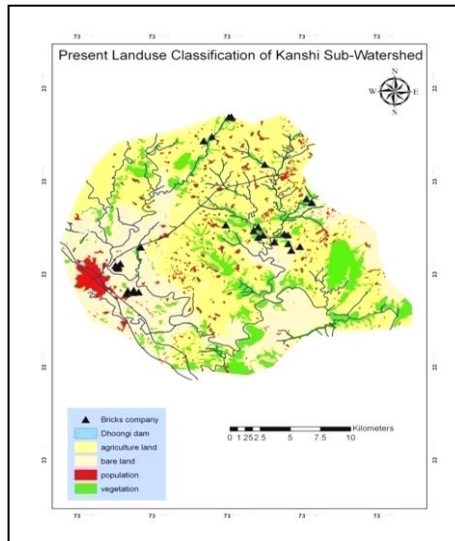 73 73 73 73 73
Present Landuse Classification of Kanshi Sub-Watershed
N
W E
S
33 33
33 33
33 33
33 33
33 33
Bricks company
Dhoongi dam
agriculture land
bare land
population
vegetation
Kilometers
0 1.25 2.5 5 7.5 10
73 73 73 73 73